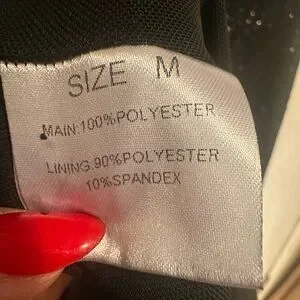 SIZE M
MAIN:100%POLYESTER
LINING:90%POLYESTER
10%SPANDEX